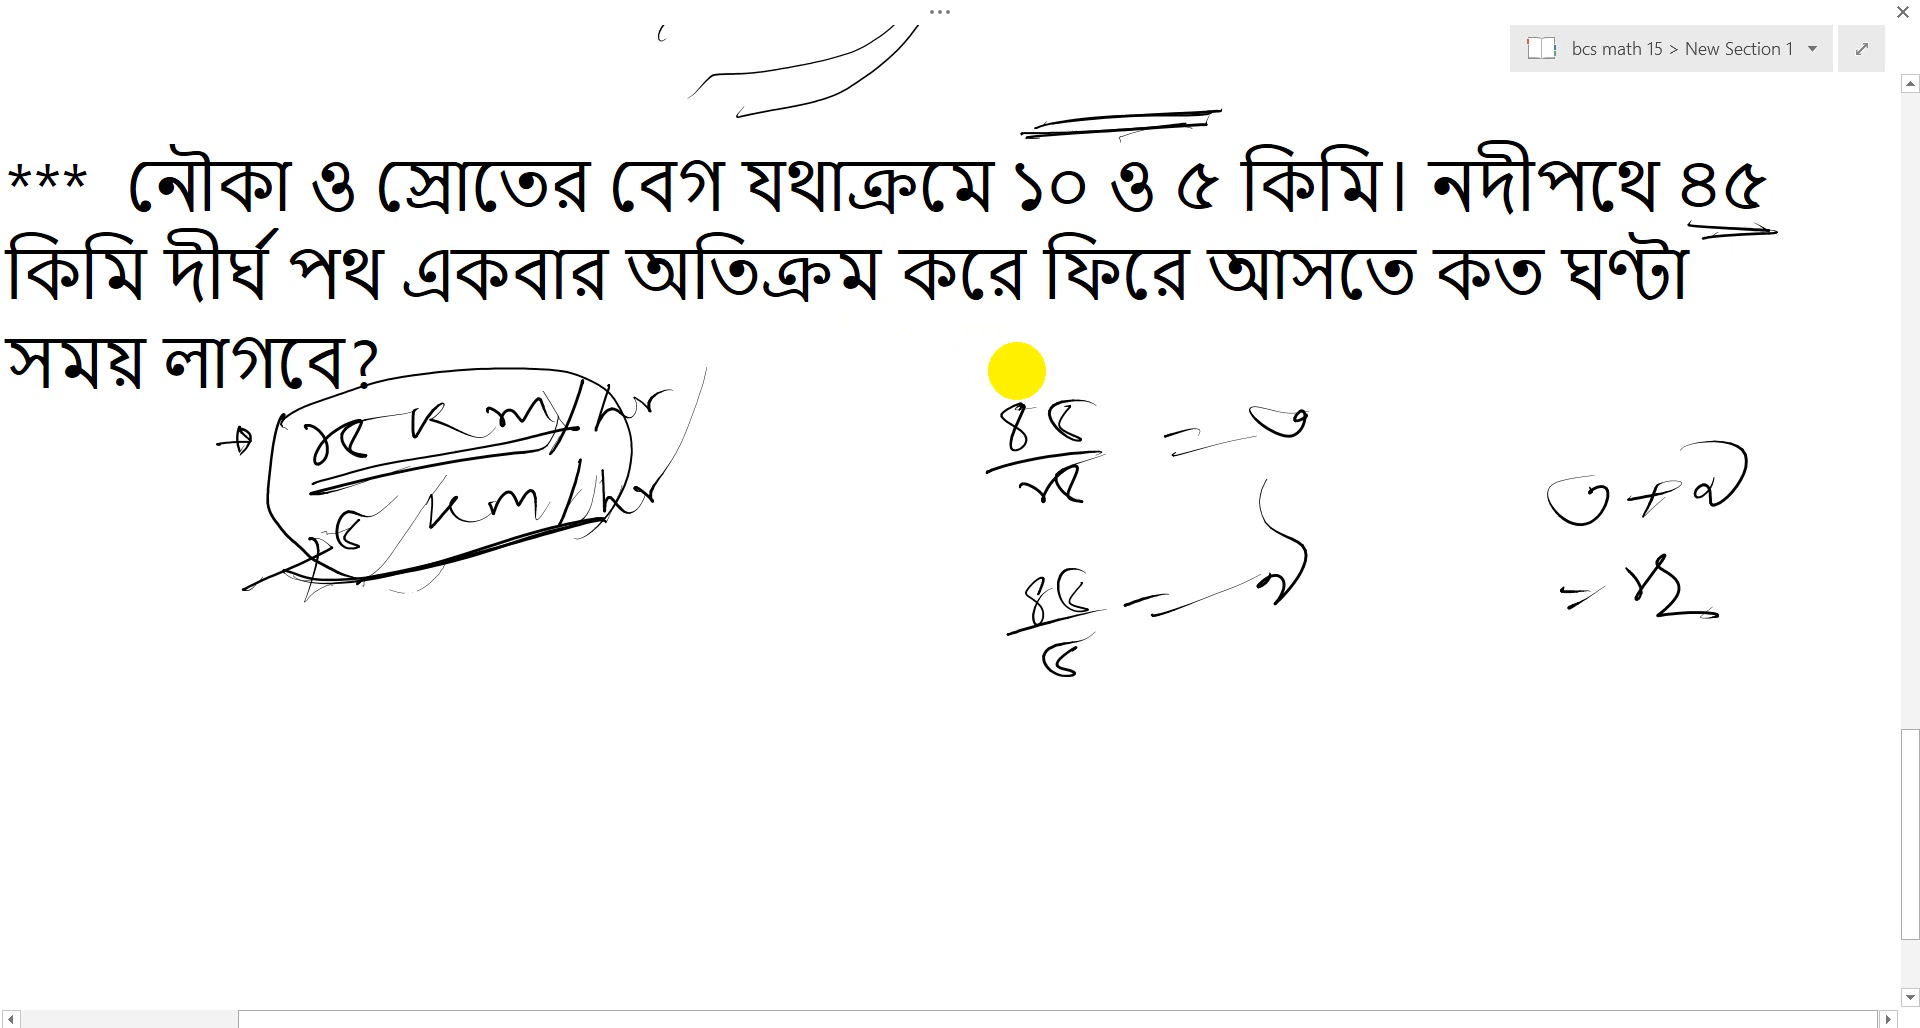 bcs math 15 > New Section 1
*** নৌকা ও স্রোতের বেগ যথাক্রমে ১০ ও ৫ কিমি। নদীপথে ৪৫
কিমি দীর্ঘ পথ একবার অতিক্রম করে ফিরে আসতে কত ঘণ্টা
সময় লাগবে?
→ ১৫ km/hr
→ ৫ km/hr
৪৫/১৫ = ৩
৪৫/৫ = ৯
৩+৯
= ১২